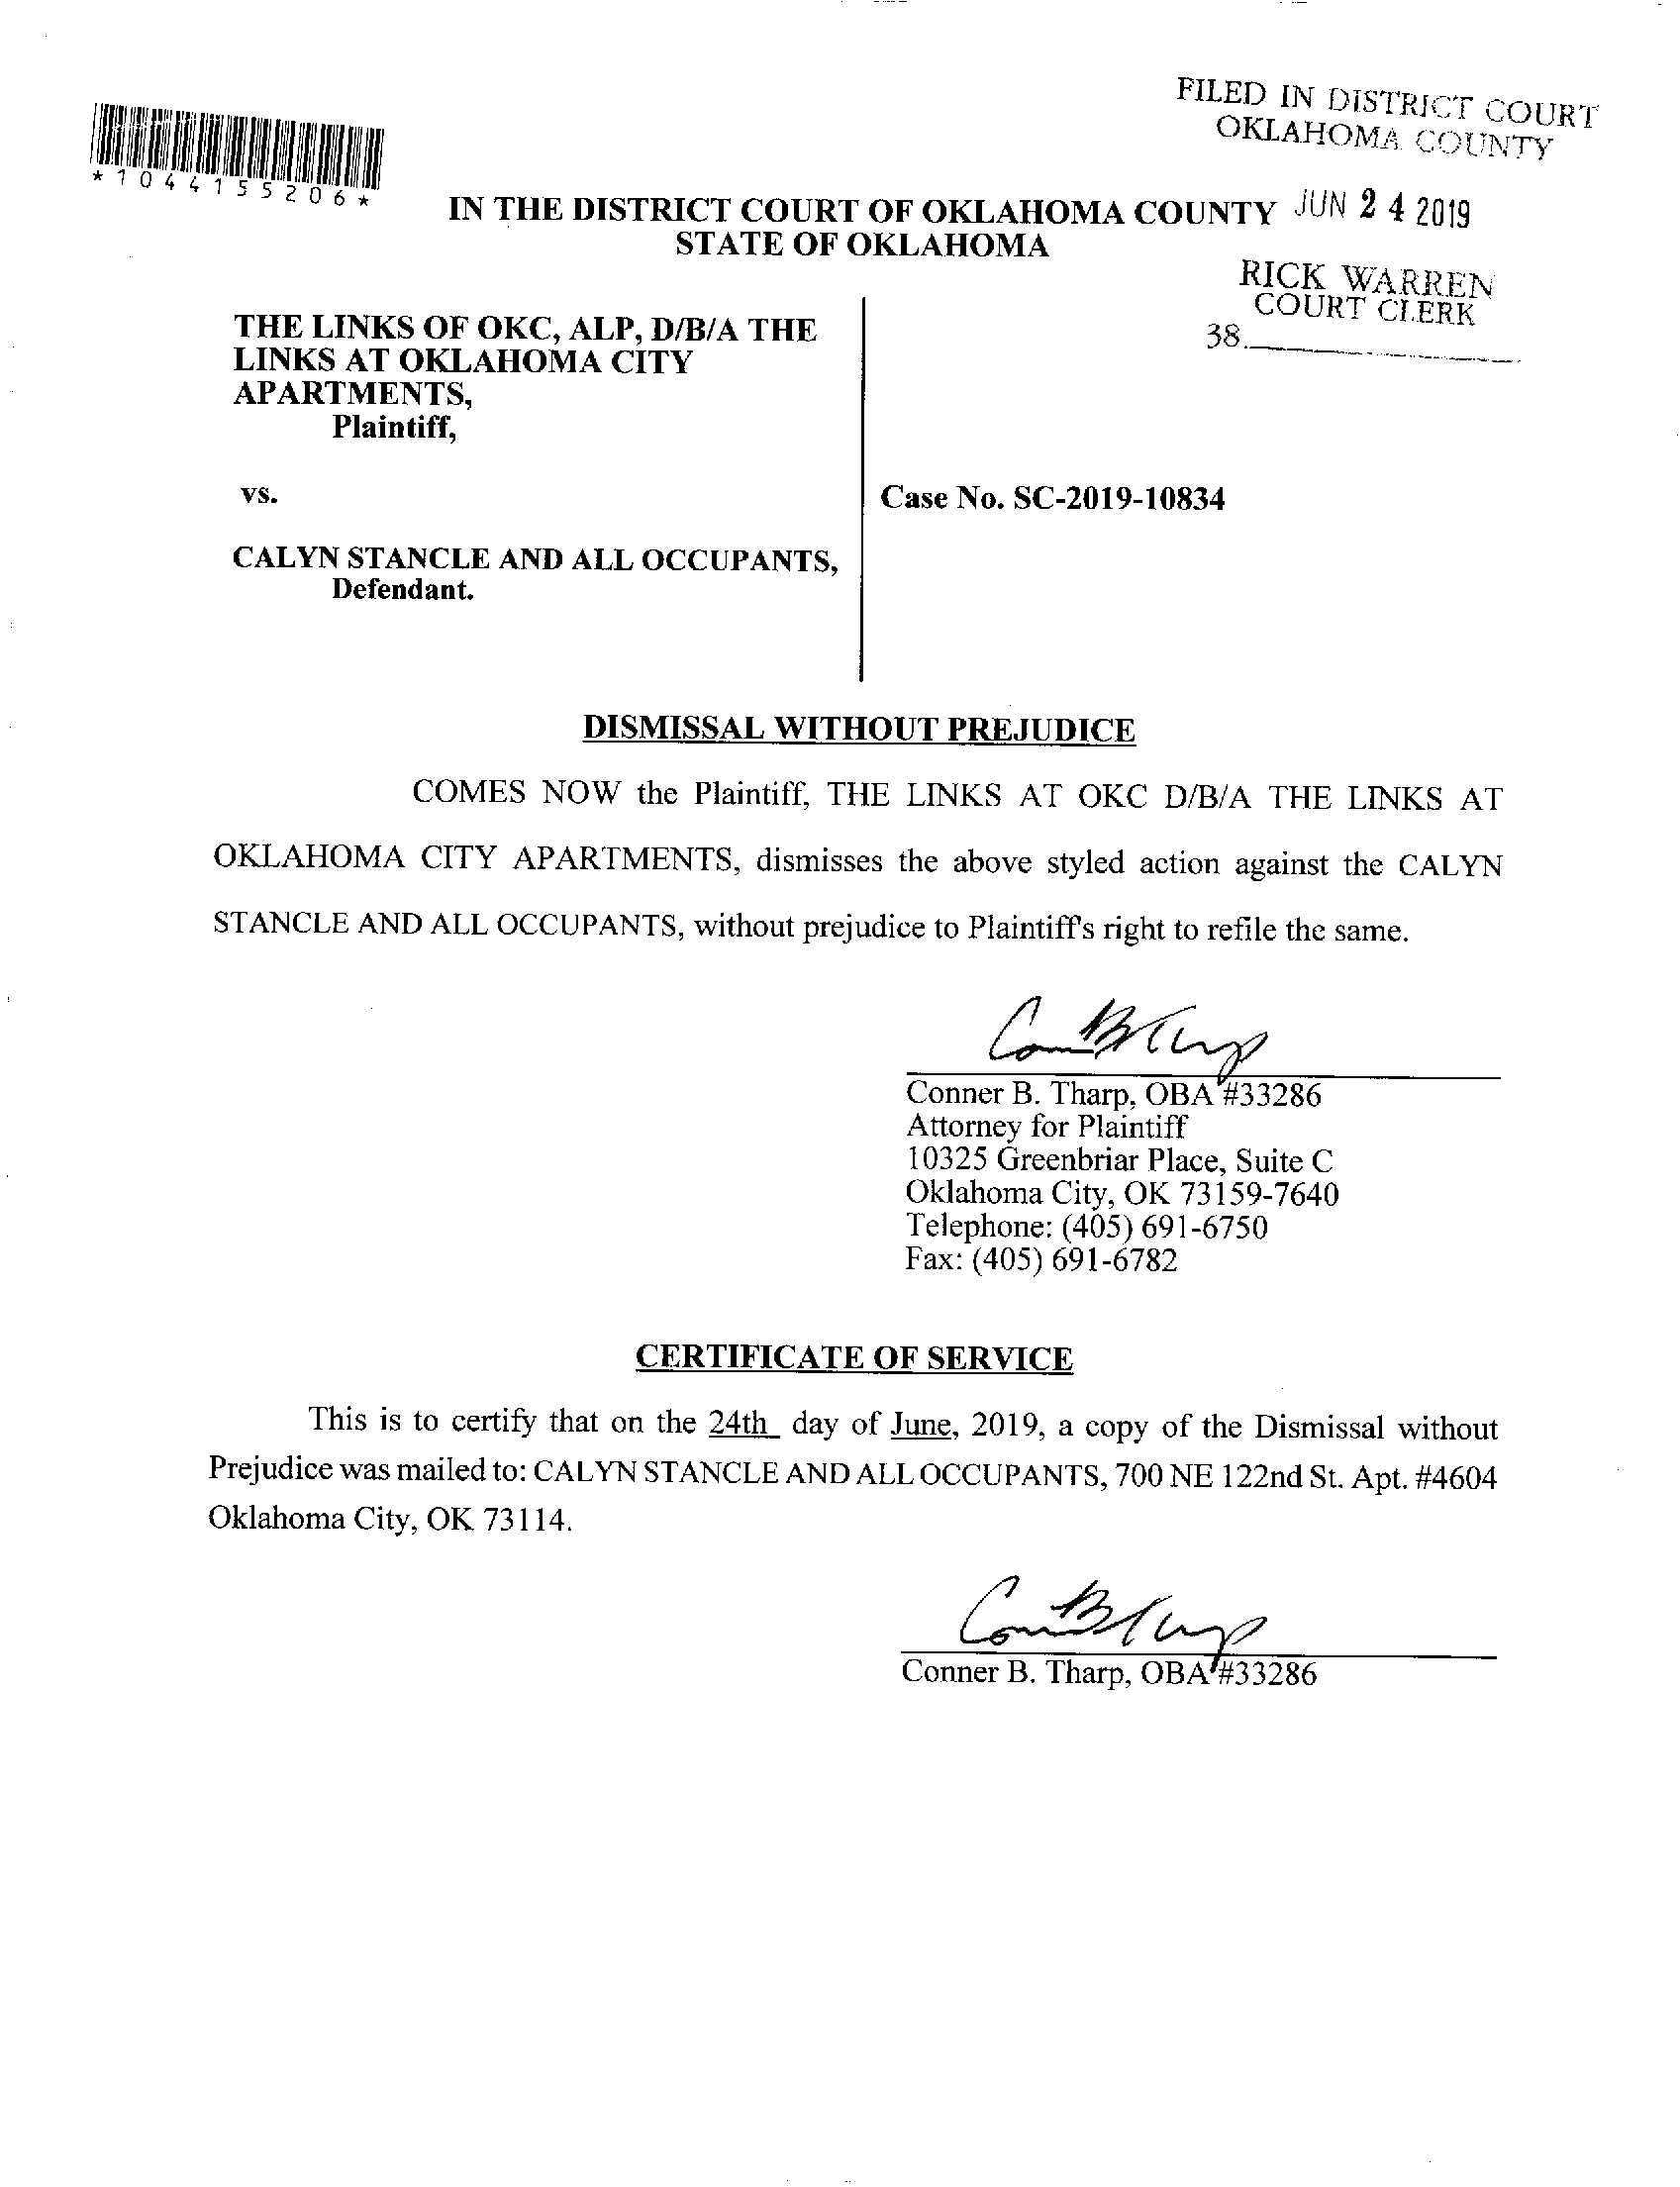 FILED IN DISTRICT COURT
OKLAHOMA COUNTY
*1044155206*
IN THE DISTRICT COURT OF OKLAHOMA COUNTY JUN 24 2019
STATE OF OKLAHOMA
RICK WARREN
COURT CLERK
38.
THE LINKS OF OKC, ALP, D/B/A THE
LINKS AT OKLAHOMA CITY
APARTMENTS,
Plaintiff,
vs.
Case No. SC-2019-10834
CALYN STANCLE AND ALL OCCUPANTS,
Defendant.
DISMISSAL WITHOUT PREJUDICE
COMES NOW the Plaintiff, THE LINKS AT OKC D/B/A THE LINKS AT
OKLAHOMA CITY APARTMENTS, dismisses the above styled action against the CALYN
STANCLE AND ALL OCCUPANTS, without prejudice to Plaintiff's right to refile the same.
Conner B. Tharp, OBA #33286
Attorney for Plaintiff
10325 Greenbriar Place, Suite C
Oklahoma City, OK 73159-7640
Telephone: (405) 691-6750
Fax: (405) 691-6782
CERTIFICATE OF SERVICE
This is to certify that on the 24th day of June, 2019, a copy of the Dismissal without
Prejudice was mailed to: CALYN STANCLE AND ALL OCCUPANTS, 700 NE 122nd St. Apt. #4604
Oklahoma City, OK 73114.
Conner B. Tharp, OBA #33286